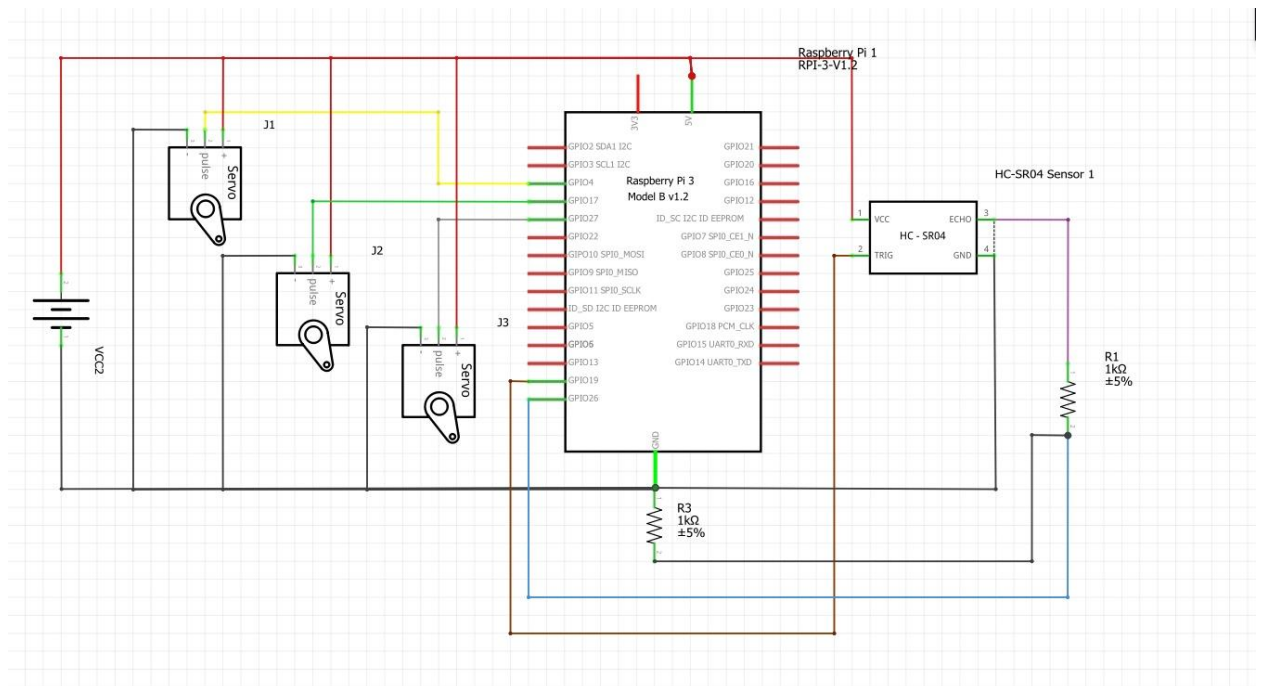 Raspberry Pi 1
RPI-3-V1.2
3V3
5V
J1
- pulse +
Servo
GPIO2 SDA1 I2C
GPIO3 SCL1 I2C
GPIO4
GPIO17
GPIO27
GPIO22
GIPO10 SPI0_MOSI
GPIO9 SPI0_MISO
GPIO11 SPI0_SCLK
ID_SD I2C ID EEPROM
GPIO5
GPIO6
GPIO13
GPIO19
GPIO26
Raspberry Pi 3
Model B v1.2
GPIO21
GPIO20
GPIO16
GPIO12
ID_SC I2C ID EEPROM
GPIO7 SPI0_CE1_N
GPIO8 SPI0_CE0_N
GPIO25
GPIO24
GPIO23
GPIO18 PCM_CLK
GPIO15 UART0_RXD
GPIO14 UART0_TXD
GND
HC-SR04 Sensor 1
1 VCC
2 TRIG
HC - SR04
ECHO 3
GND 4
J2
- pulse +
Servo
J3
- pulse +
Servo
VCC2
R1
1kΩ
±5%
R3
1kΩ
±5%